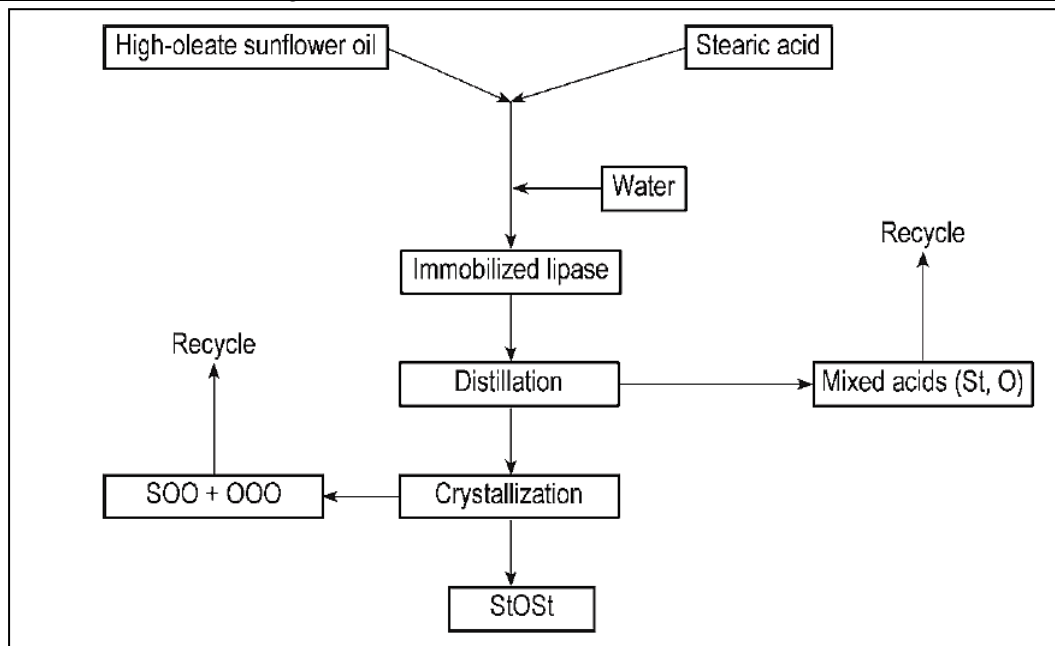 High-oleate sunflower oil
Stearic acid
Water
Immobilized lipase
Recycle
Recycle
Distillation
Mixed acids (St, O)
SOO + OOO
Crystallization
StOSt